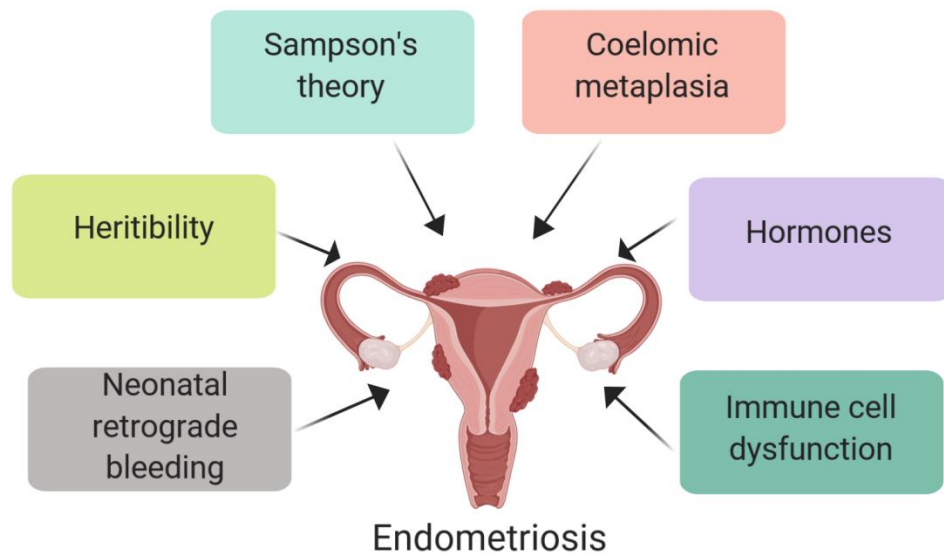 Sampson's
theory
Coelomic
metaplasia
Heritibility
Hormones
Neonatal
retrograde
bleeding
Immune cell
dysfunction
Endometriosis